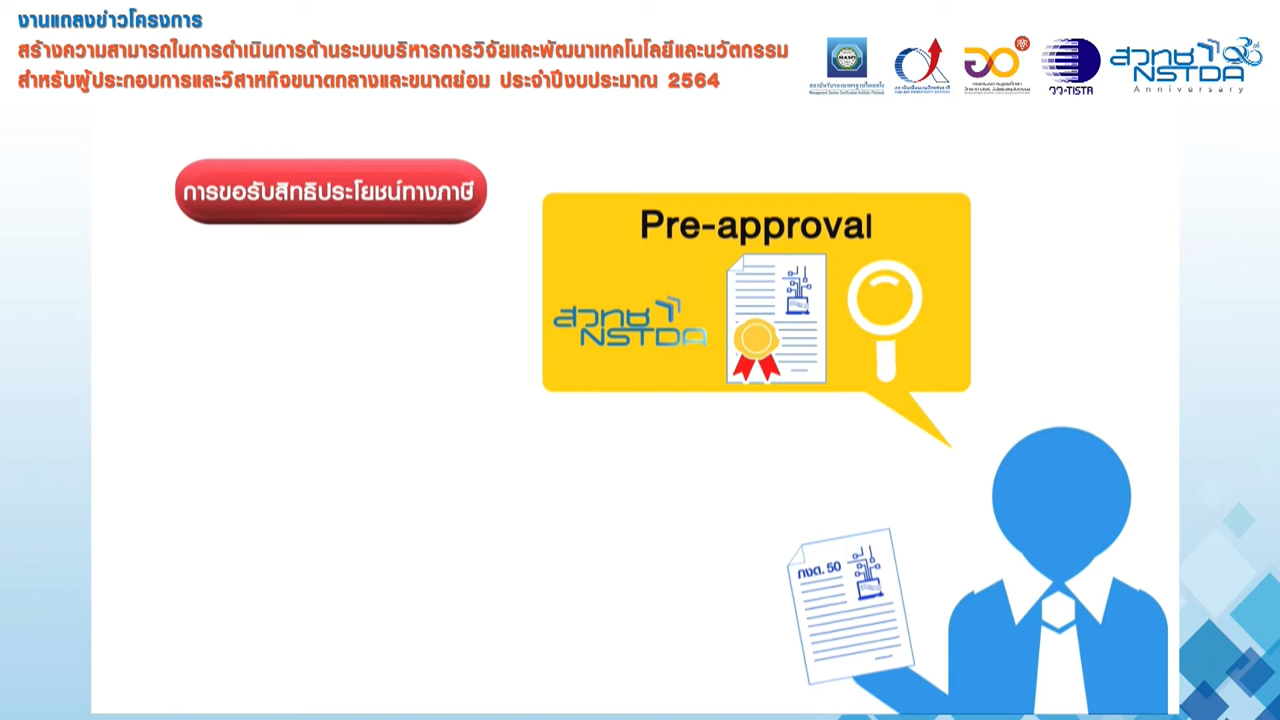 งานแถลงข่าวโครงการ
สร้างความสามารถในการดำเนินการด้านระบบบริหารการวิจัยและพัฒนาเทคโนโลยีและนวัตกรรม
สำหรับผู้ประกอบการและวิสาหกิจขนาดกลางและขนาดย่อม ประจำปีงบประมาณ 2564
วว•TISTR
สวทช
NSTDA
Anniversary
การขอรับสิทธิประโยชน์ทางภาษี
Pre-approval
สวทช
NSTDA
ภงด. 50